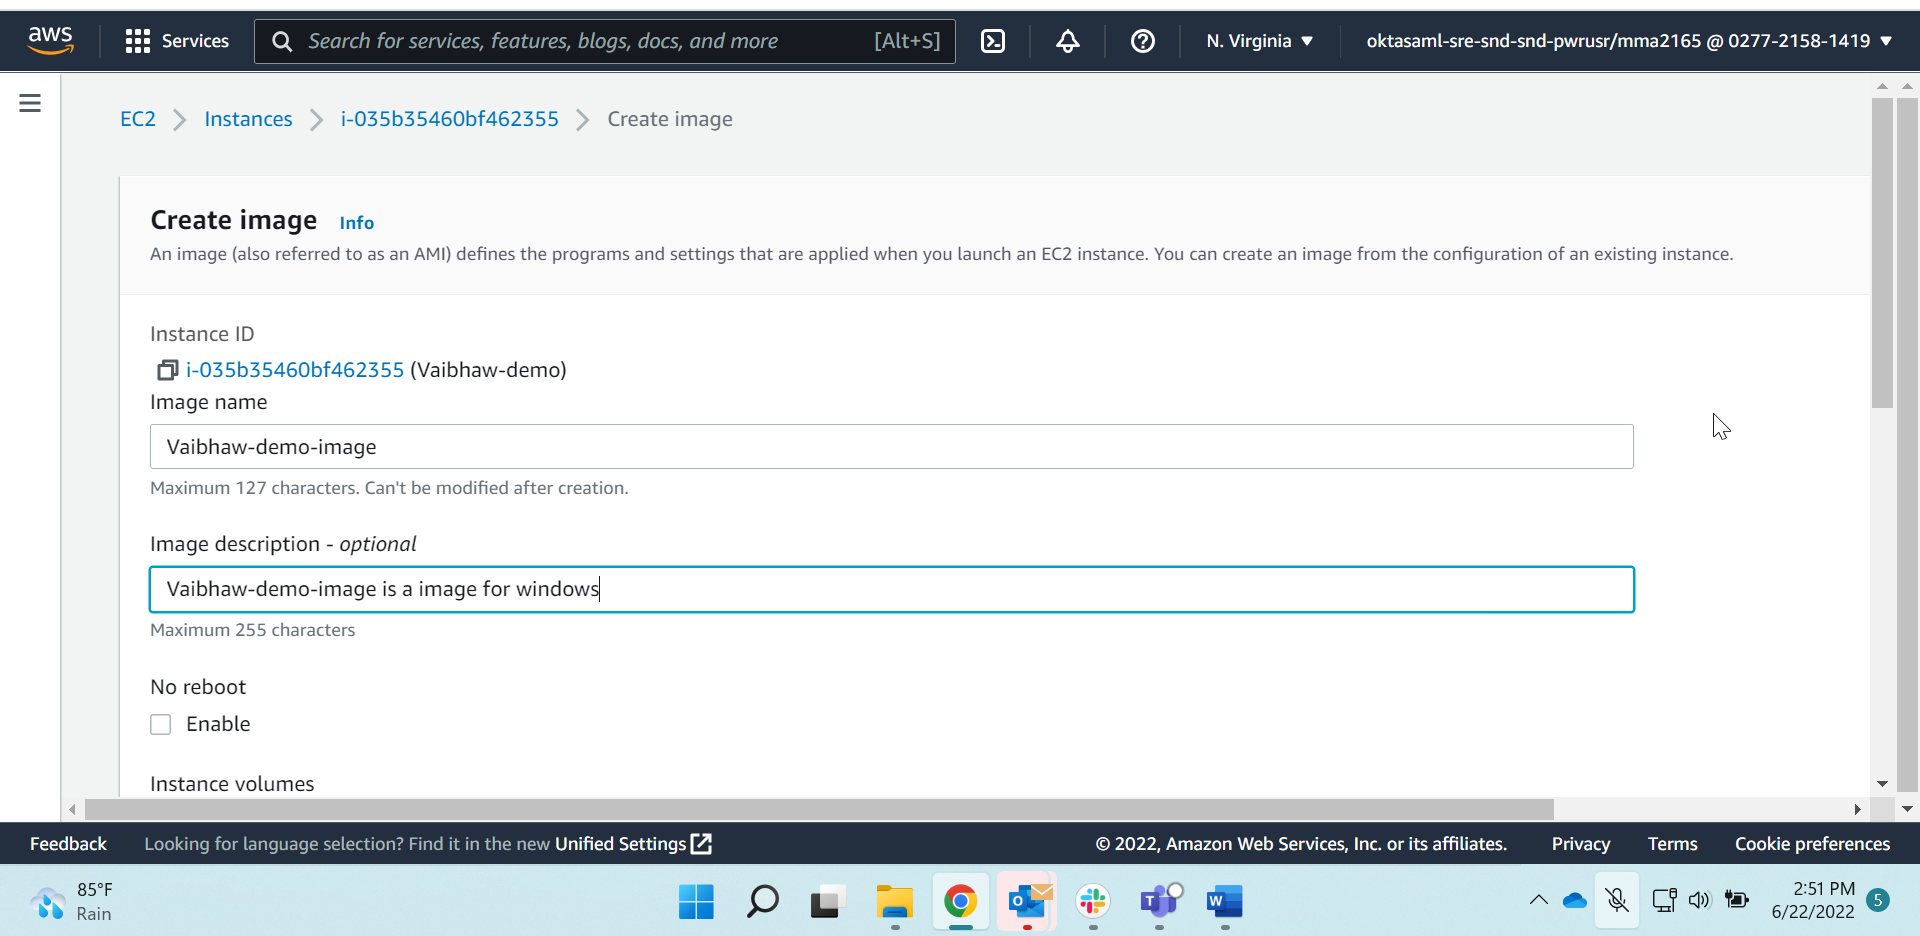 aws
Services
Search for services, features, blogs, docs, and more
[Alt+S]
N. Virginia
oktasaml-sre-snd-snd-pwrusr/mma2165 @ 0277-2158-1419
EC2
Instances
i-035b35460bf462355
Create image
Create image
Info
An image (also referred to as an AMI) defines the programs and settings that are applied when you launch an EC2 instance. You can create an image from the configuration of an existing instance.
Instance ID
i-035b35460bf462355 (Vaibhaw-demo)
Image name
Vaibhaw-demo-image
Maximum 127 characters. Can't be modified after creation.
Image description - optional
Vaibhaw-demo-image is a image for windows
Maximum 255 characters
No reboot
Enable
Instance volumes
Feedback
Looking for language selection? Find it in the new Unified Settings
© 2022, Amazon Web Services, Inc. or its affiliates.
Privacy
Terms
Cookie preferences
85°F
Rain
O
T
W
2:51 PM
6/22/2022
5